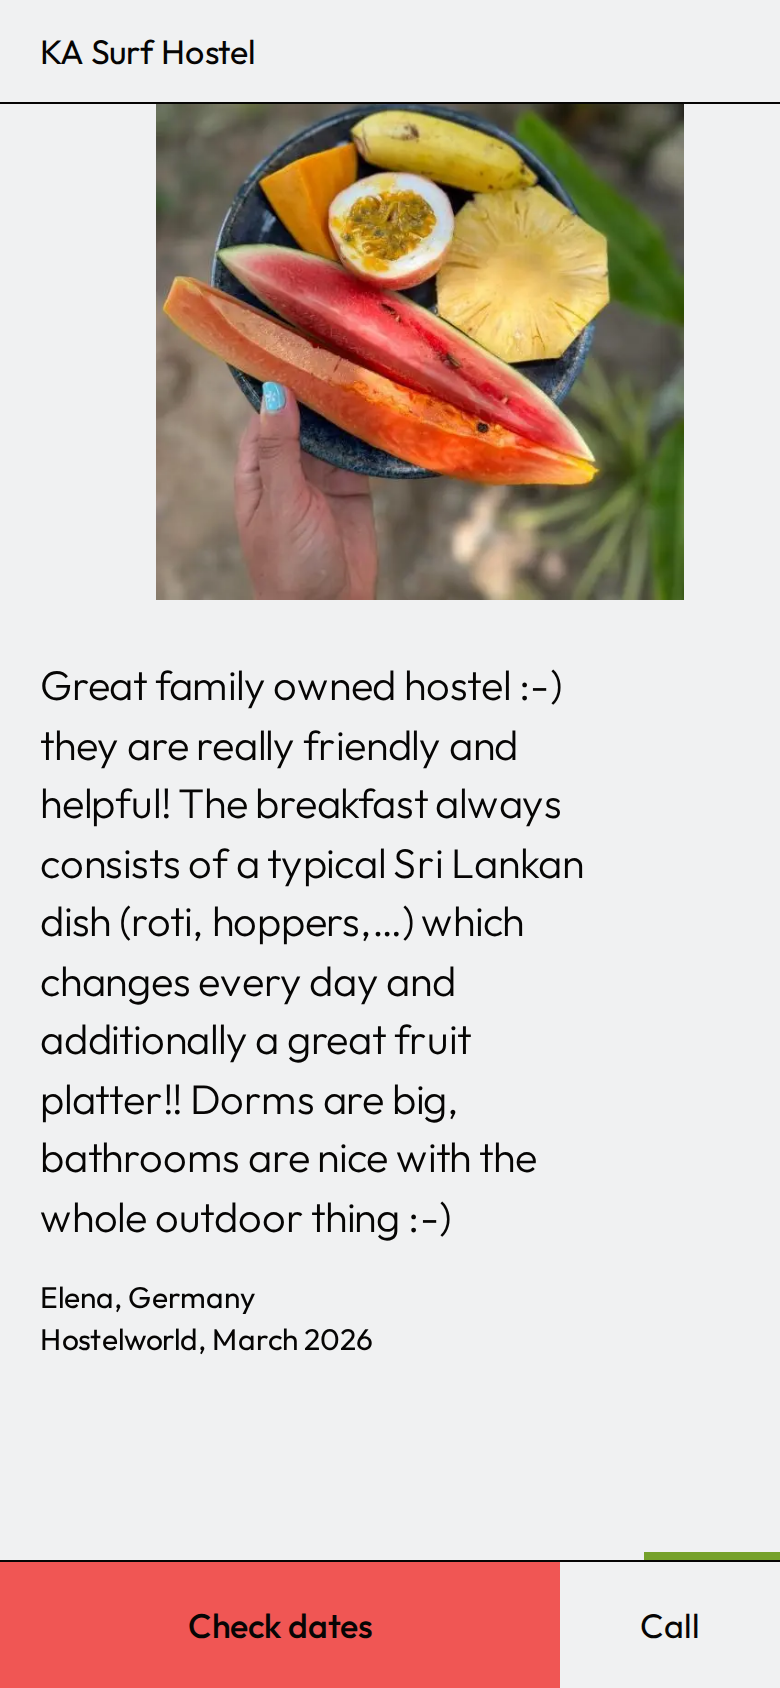 KA Surf Hostel
Great family owned hostel :-)
they are really friendly and
helpful! The breakfast always
consists of a typical Sri Lankan
dish (roti, hoppers,...) which
changes every day and
additionally a great fruit
platter!! Dorms are big,
bathrooms are nice with the
whole outdoor thing :-)
Elena, Germany
Hostelworld, March 2026
Check dates
Call